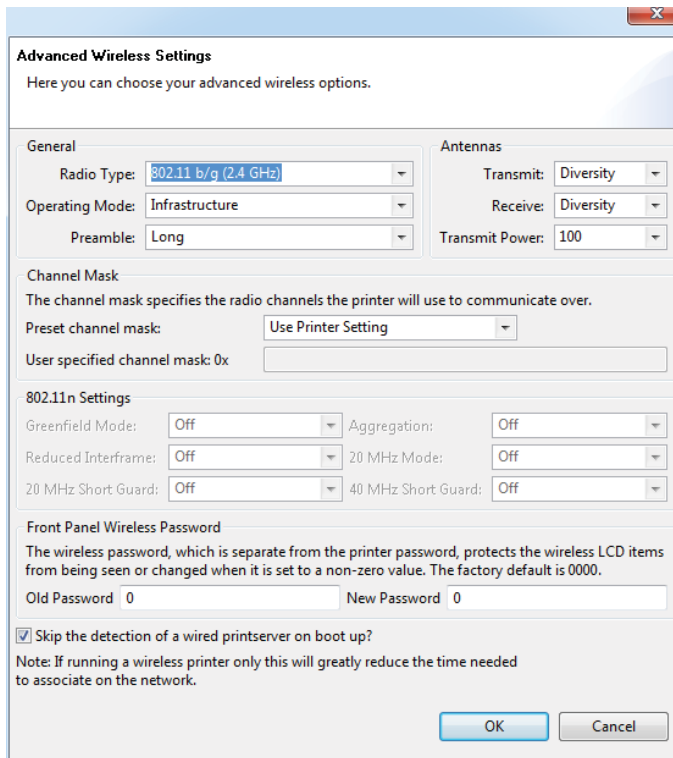 Advanced Wireless Settings
Here you can choose your advanced wireless options.
General
Radio Type: 802.11 b/g (2.4 GHz)
Operating Mode: Infrastructure
Preamble: Long
Antennas
Transmit: Diversity
Receive: Diversity
Transmit Power: 100
Channel Mask
The channel mask specifies the radio channels the printer will use to communicate over.
Preset channel mask: Use Printer Setting
User specified channel mask: 0x
802.11n Settings
Greenfield Mode: Off Aggregation: Off
Reduced Interframe: Off 20 MHz Mode: Off
20 MHz Short Guard: Off 40 MHz Short Guard: Off
Front Panel Wireless Password
The wireless password, which is separate from the printer password, protects the wireless LCD items
from being seen or changed when it is set to a non-zero value. The factory default is 0000.
Old Password 0 New Password 0
Skip the detection of a wired printserver on boot up?
Note: If running a wireless printer only this will greatly reduce the time needed
to associate on the network.
OK Cancel